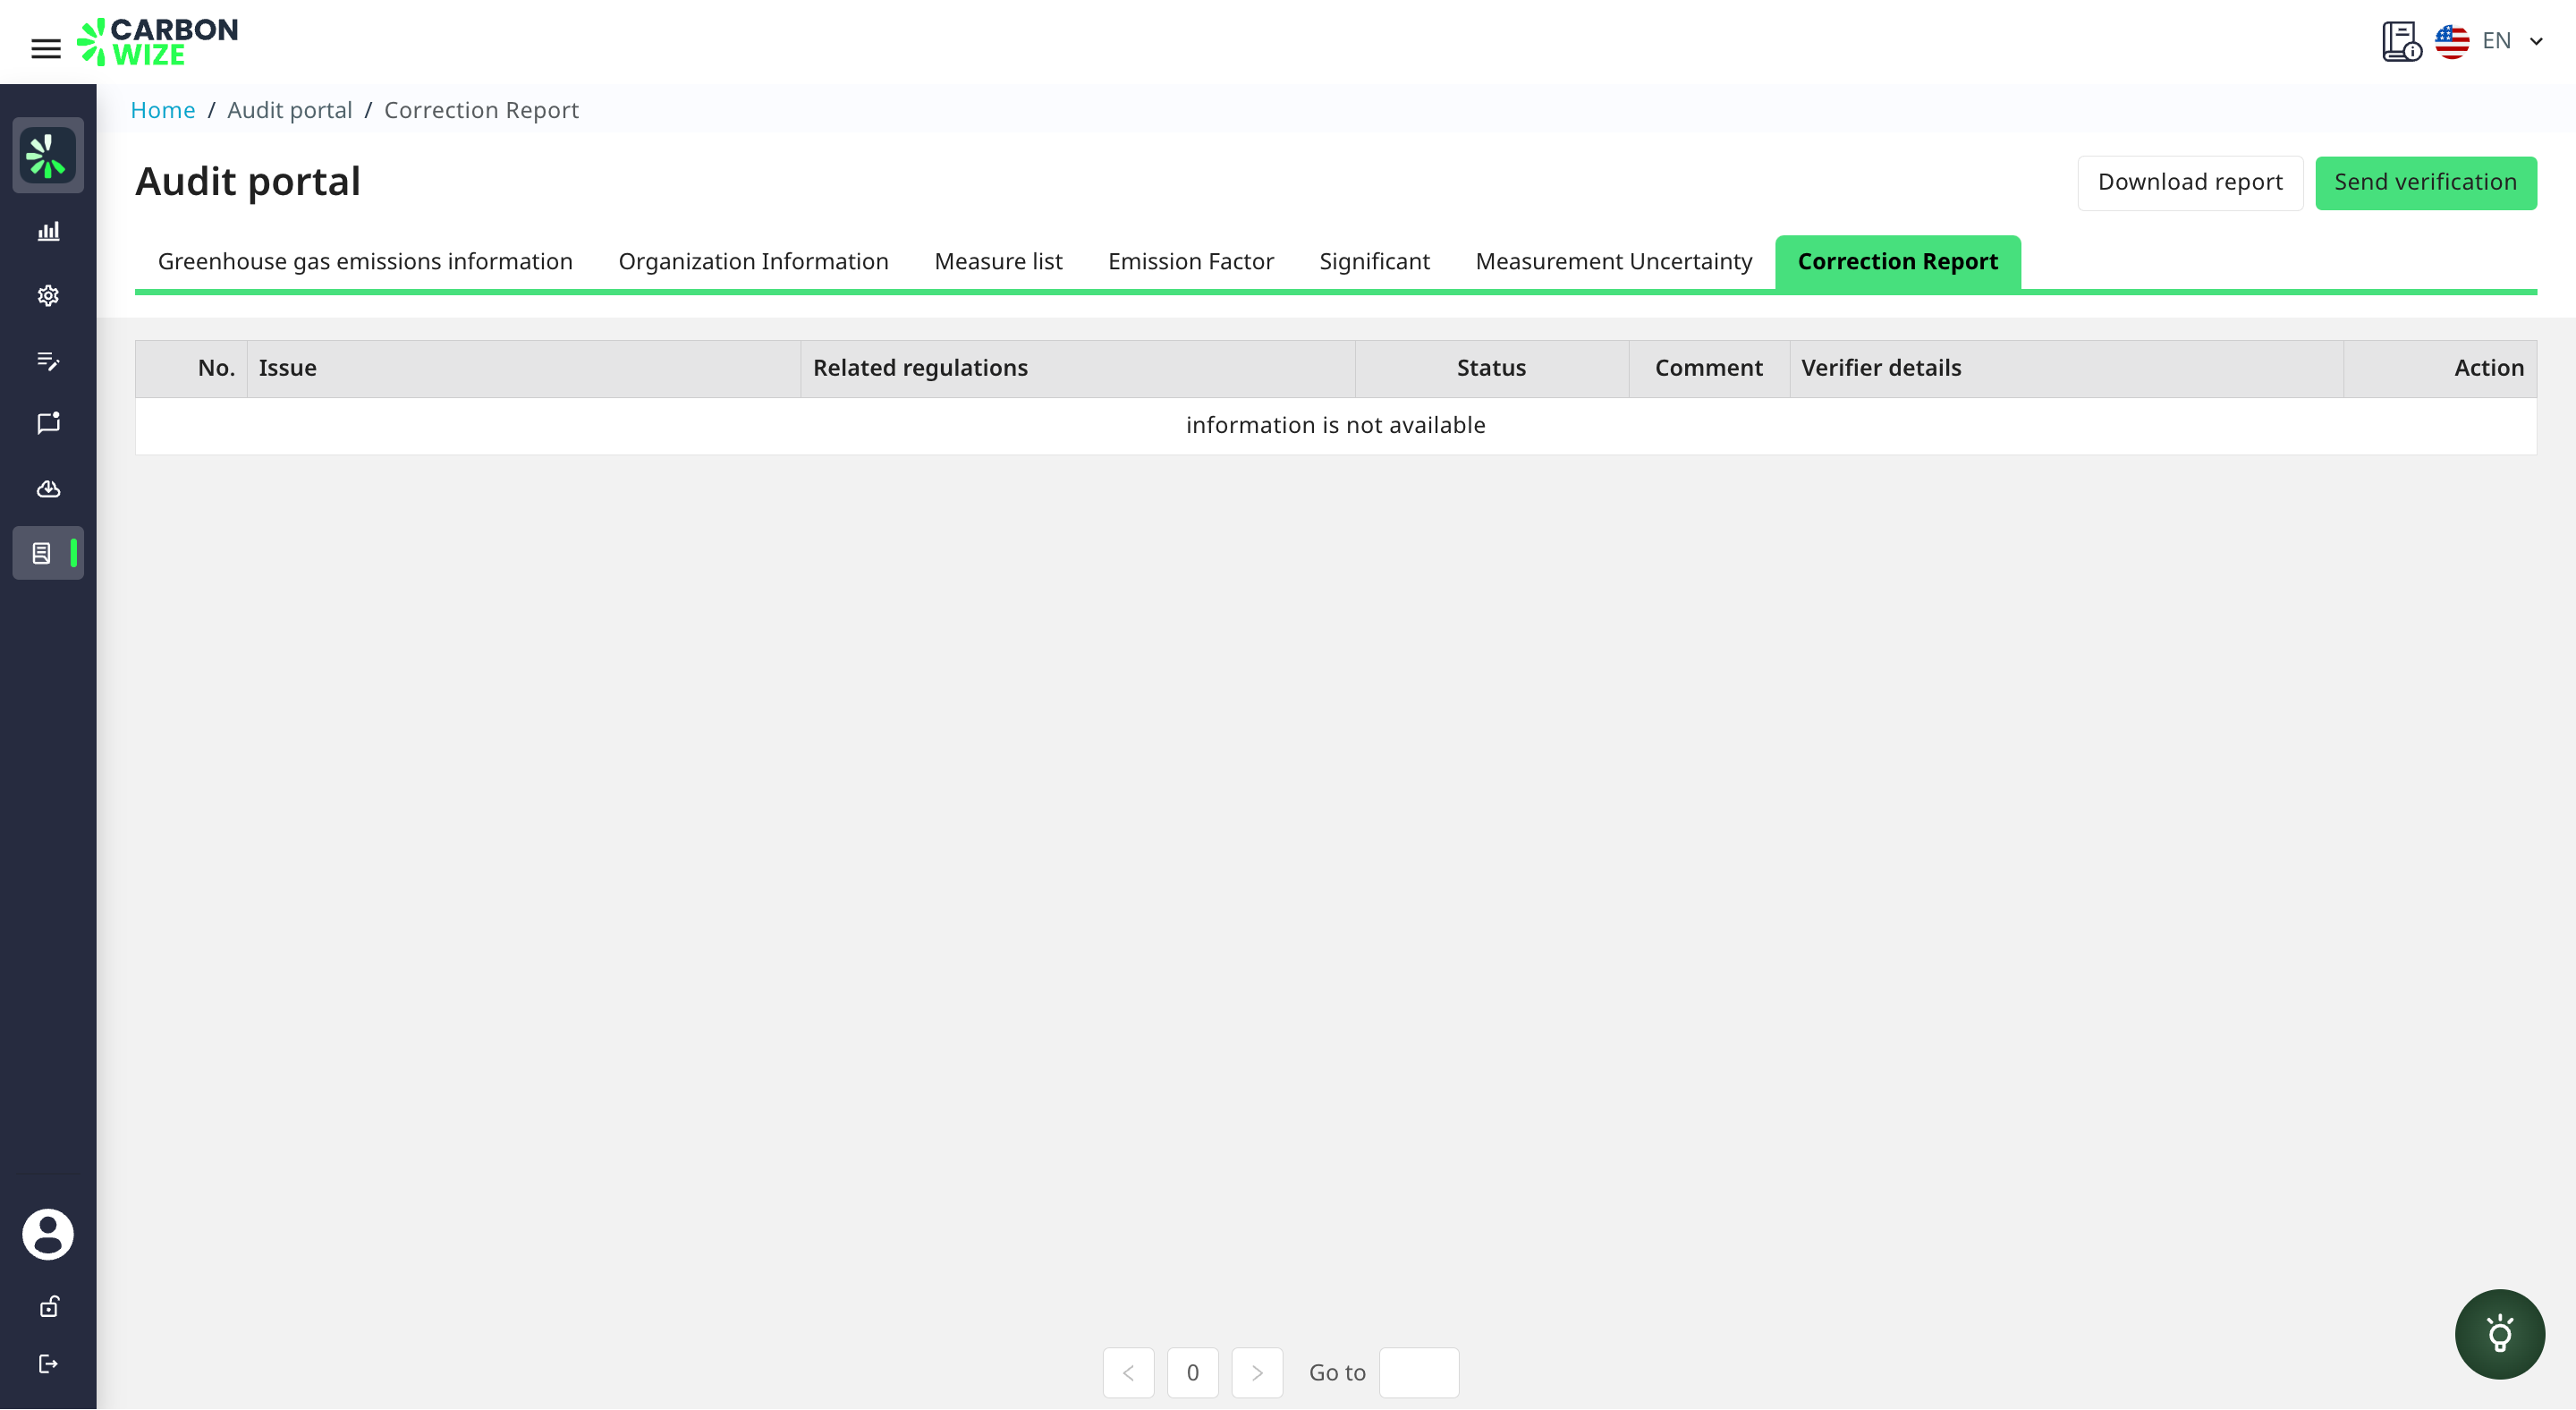 CARBON
WIZE
EN
Home / Audit portal / Correction Report
Audit portal
Download report
Send verification
Greenhouse gas emissions information
Organization Information
Measure list
Emission Factor
Significant
Measurement Uncertainty
Correction Report
No.
Issue
Related regulations
Status
Comment
Verifier details
Action
information is not available
0
Go to